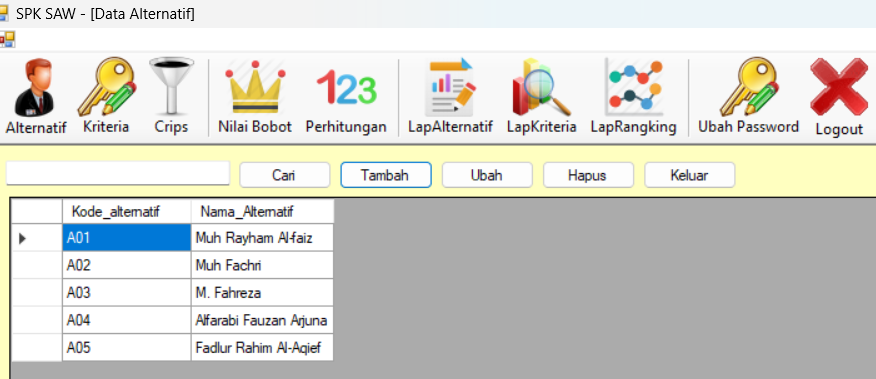 SPK SAW - [Data Alternatif]
Alternatif Kriteria Crips Nilai Bobot 123 Perhitungan LapAlternatif LapKriteria LapRangking Ubah Password Logout
Cari Tambah Ubah Hapus Keluar
Kode_alternatif Nama_Alternatif
A01 Muh Rayham Al-faiz
A02 Muh Fachri
A03 M. Fahreza
A04 Alfarabi Fauzan Arjuna
A05 Fadlur Rahim Al-Aqief